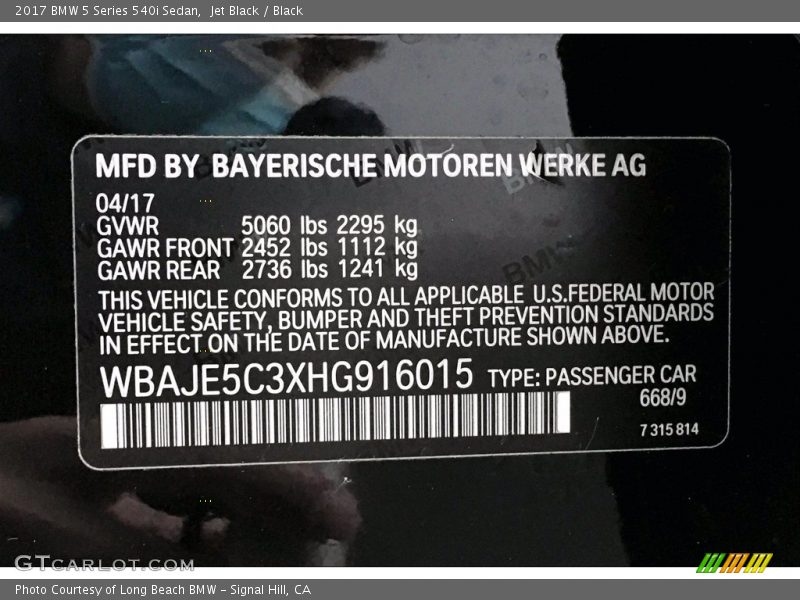 2017 BMW 5 Series 540i Sedan,  Jet Black / Black
MFD BY BAYERISCHE MOTOREN WERKE AG
04/17
GVWR 5060 lbs 2295 kg
GAWR FRONT 2452 lbs 1112 kg
GAWR REAR 2736 lbs 1241 kg
THIS VEHICLE CONFORMS TO ALL APPLICABLE U.S.FEDERAL MOTOR
VEHICLE SAFETY, BUMPER AND THEFT PREVENTION STANDARDS
IN EFFECT ON THE DATE OF MANUFACTURE SHOWN ABOVE.
WBAJE5C3XHG916015 TYPE: PASSENGER CAR
668/9
7 315 814
GTCARLOT.COM
Photo Courtesy of Long Beach BMW – Signal Hill, CA